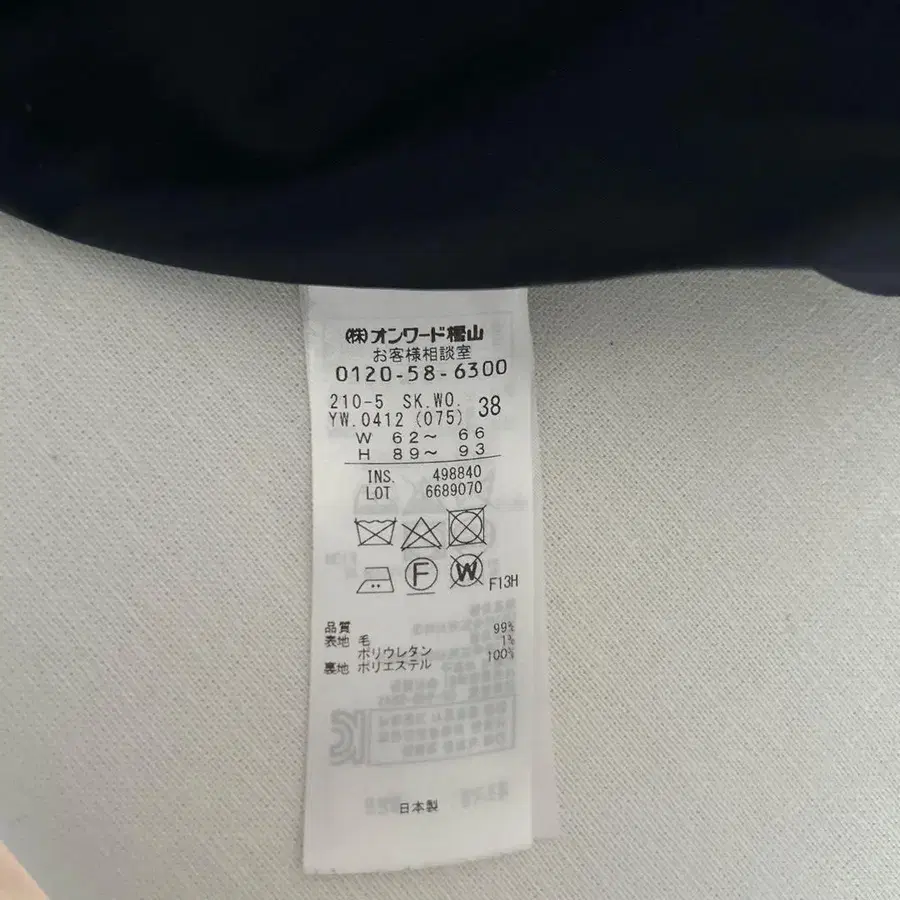 ㈱オンワード樫山
お客様相談室
0120-58-6300
210-5 SK.WO. 38
YW.0412 (075)
W 62～ 66
H 89～ 93
INS. 498840
LOT 6689070
F
W F13H
品質
表地 毛 99%
ポリウレタン 1%
裏地 ポリエステル 100%
日本製